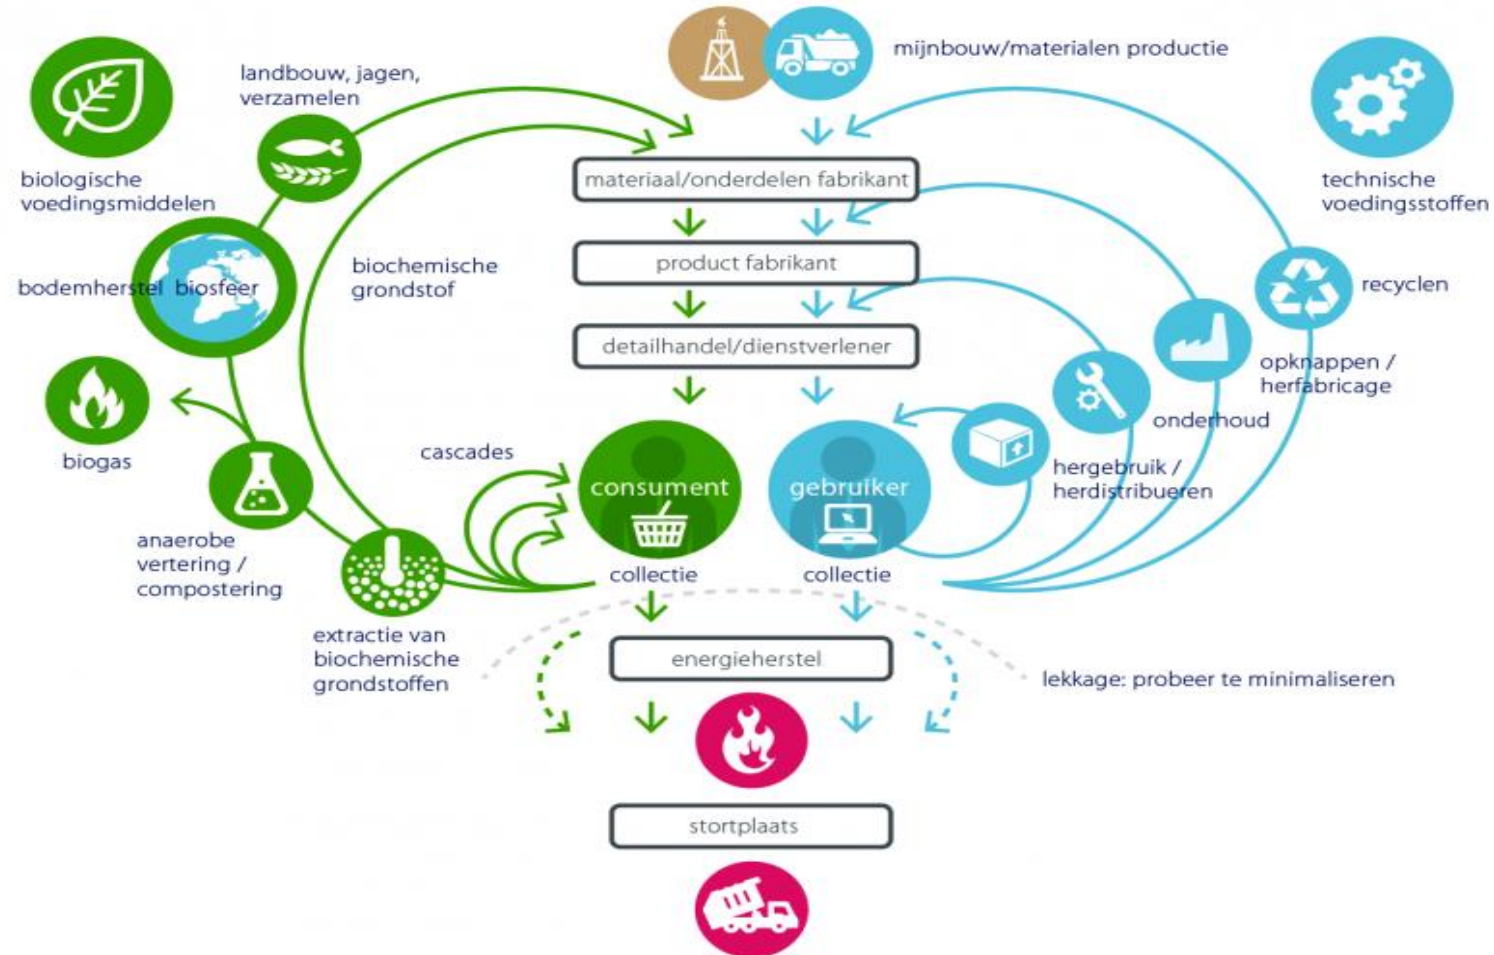 mijnbouw/materialen productie
landbouw, jagen,
verzamelen
biologische
voedingsmiddelen
technische
voedingsstoffen
materiaal/onderdelen fabrikant
biochemische
grondstof
product fabrikant
bodemherstel biosfeer
recyclen
detailhandel/dienstverlener
opknappen /
herfabricage
onderhoud
biogas
cascades
consument
gebruiker
hergebruik /
herdistribueren
anaerobe
vertering /
compostering
collectie
collectie
extractie van
biochemische
grondstoffen
energieherstel
lekkage: probeer te minimaliseren
stortplaats